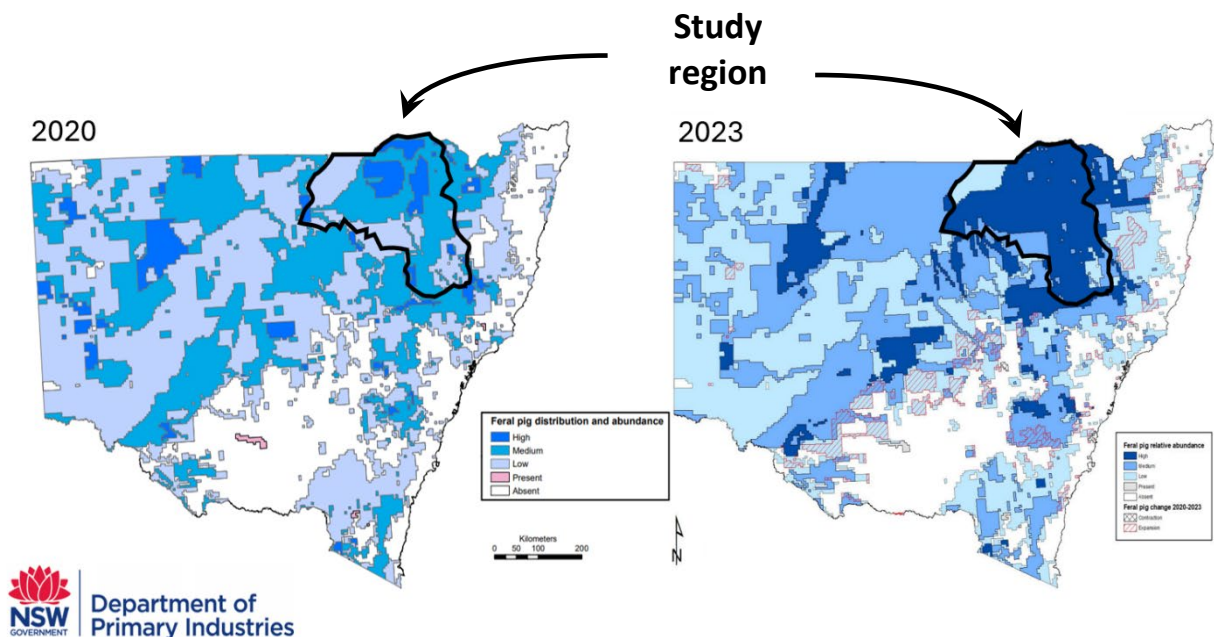 Study
region
2020
2023
Feral pig distribution and abundance
High
Medium
Low
Present
Absent
Kilometers
0 50 100 200
N
Feral pig relative abundance
High
Medium
Low
Present
Absent
Feral pig change 2020-2023
Contraction
Expansion
NSW
GOVERNMENT
Department of
Primary Industries